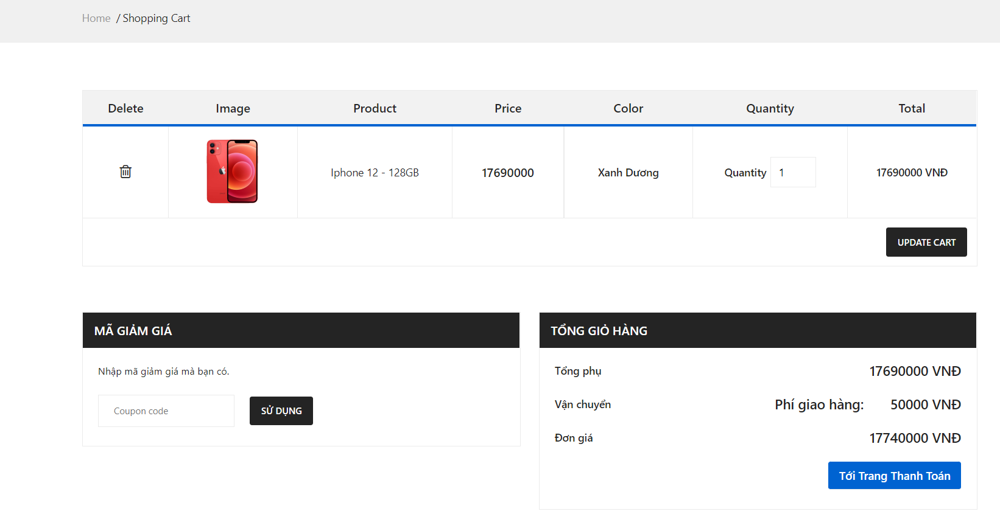 Home / Shopping Cart
Delete Image Product Price Color Quantity Total
Iphone 12 - 128GB 17690000 Xanh Dương Quantity 1 17690000 VNĐ
UPDATE CART
MÃ GIẢM GIÁ
Nhập mã giảm giá mà bạn có.
Coupon code SỬ DỤNG
TỔNG GIỎ HÀNG
Tổng phụ 17690000 VNĐ
Vận chuyển Phí giao hàng: 50000 VNĐ
Đơn giá 17740000 VNĐ
Tới Trang Thanh Toán